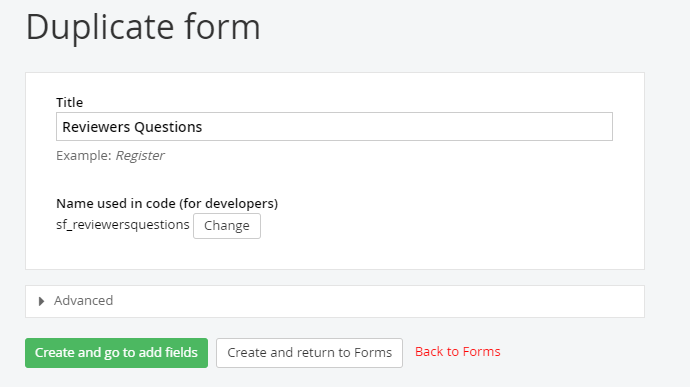 Duplicate form
Title
Reviewers Questions
Example: Register
Name used in code (for developers)
sf_reviewersquestions Change
Advanced
Create and go to add fields Create and return to Forms Back to Forms